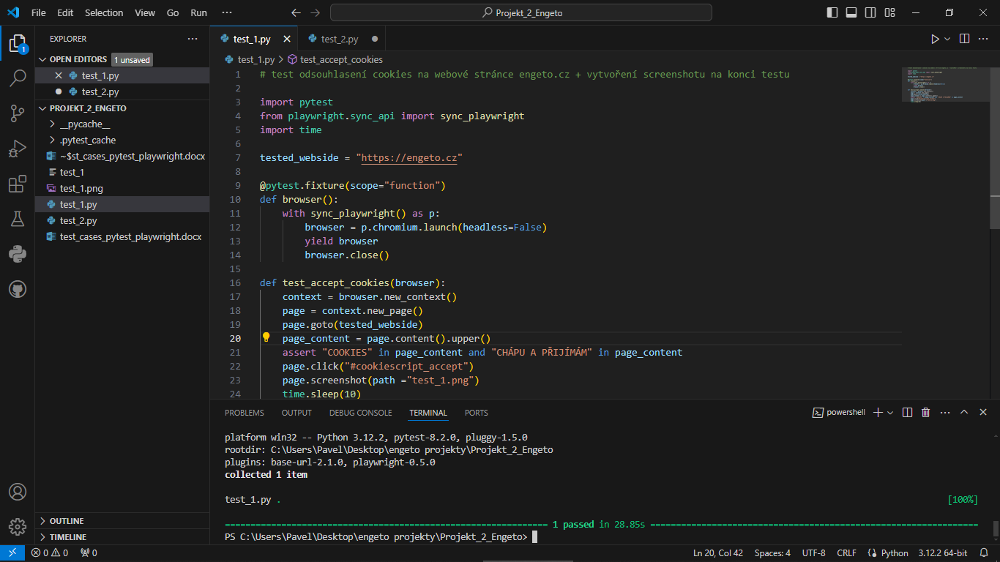 File Edit Selection View Go Run ··· Projekt_2_Engeto
EXPLORER ···
OPEN EDITORS 1 unsaved
test_1.py
test_2.py
PROJEKT_2_ENGETO
__pycache__
.pytest_cache
~$st_cases_pytest_playwright.docx
test_1
test_1.png
test_1.py
test_2.py
test_cases_pytest_playwright.docx
OUTLINE
TIMELINE
1
test_1.py test_2.py
test_1.py > test_accept_cookies
1 # test odsouhlasení cookies na webové stránce engeto.cz + vytvoření screenshotu na konci testu
2
3 import pytest
4 from playwright.sync_api import sync_playwright
5 import time
6
7 tested_webside = "https://engeto.cz"
8
9 @pytest.fixture(scope="function")
10 def browser():
11 with sync_playwright() as p:
12 browser = p.chromium.launch(headless=False)
13 yield browser
14 browser.close()
15
16 def test_accept_cookies(browser):
17 context = browser.new_context()
18 page = context.new_page()
19 page.goto(tested_webside)
20 page_content = page.content().upper()
21 assert "COOKIES" in page_content and "CHÁPU A PŘIJÍMÁM" in page_content
22 page.click("#cookiescript_accept")
23 page.screenshot(path ="test_1.png")
24 time.sleep(10)
PROBLEMS OUTPUT DEBUG CONSOLE TERMINAL PORTS powershell
platform win32 -- Python 3.12.2, pytest-8.2.0, pluggy-1.5.0
rootdir: C:\Users\Pavel\Desktop\engeto projekty\Projekt_2_Engeto
plugins: base-url-2.1.0, playwright-0.5.0
collected 1 item
test_1.py . [100%]
=============================================================== 1 passed in 28.85s ================================================================
PS C:\Users\Pavel\Desktop\engeto projekty\Projekt_2_Engeto>
0 0 0 Ln 20, Col 42 Spaces: 4 UTF-8 CRLF Python 3.12.2 64-bit